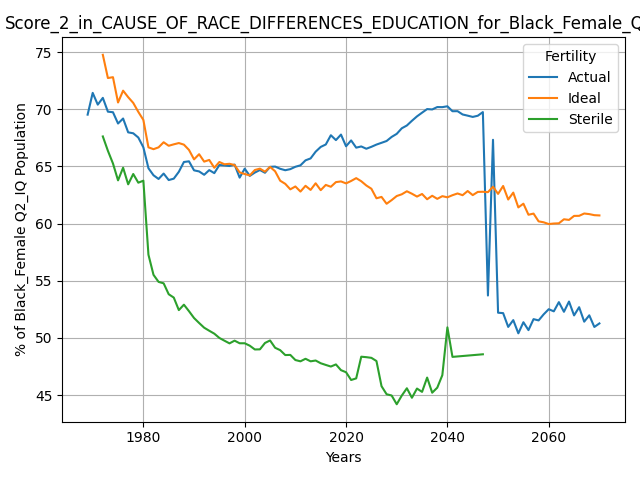 Score_2_in_CAUSE_OF_RACE_DIFFERENCES_EDUCATION_for_Black_Female_Q
75
70
65
60
55
50
45
% of Black_Female Q2_IQ Population
Fertility
Actual
Ideal
Sterile
1980
2000
2020
2040
2060
Years